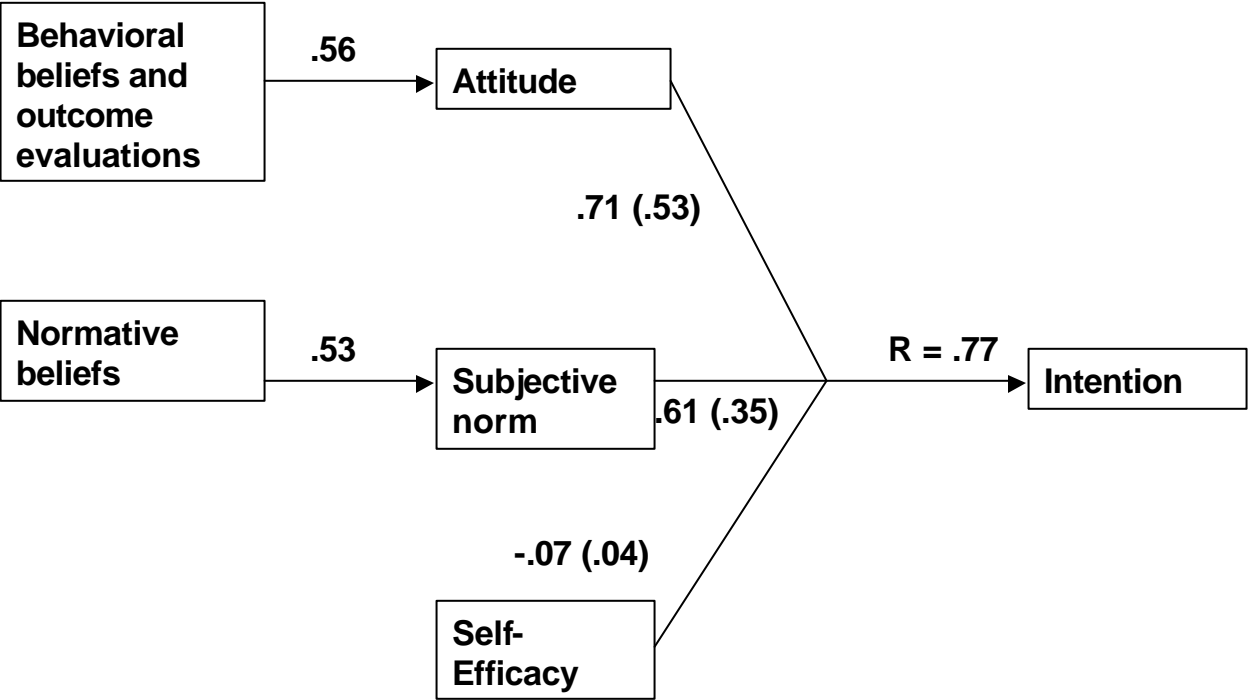 Behavioral
beliefs and
outcome
evaluations
.56
Attitude
.71 (.53)
Normative
beliefs
.53
Subjective
norm
.61 (.35)
R = .77
Intention
-.07 (.04)
Self-
Efficacy